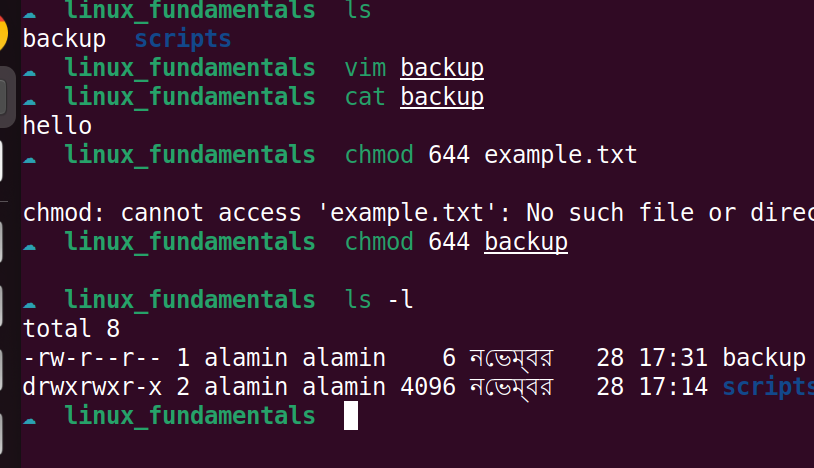 linux_fundamentals ls
backup scripts
linux_fundamentals vim backup
linux_fundamentals cat backup
hello
linux_fundamentals chmod 644 example.txt
chmod: cannot access 'example.txt': No such file or direc
linux_fundamentals chmod 644 backup
linux_fundamentals ls -l
total 8
-rw-r--r-- 1 alamin alamin 6 নভেম্বর 28 17:31 backup
drwxrwxr-x 2 alamin alamin 4096 নভেম্বর 28 17:14 scripts
linux_fundamentals